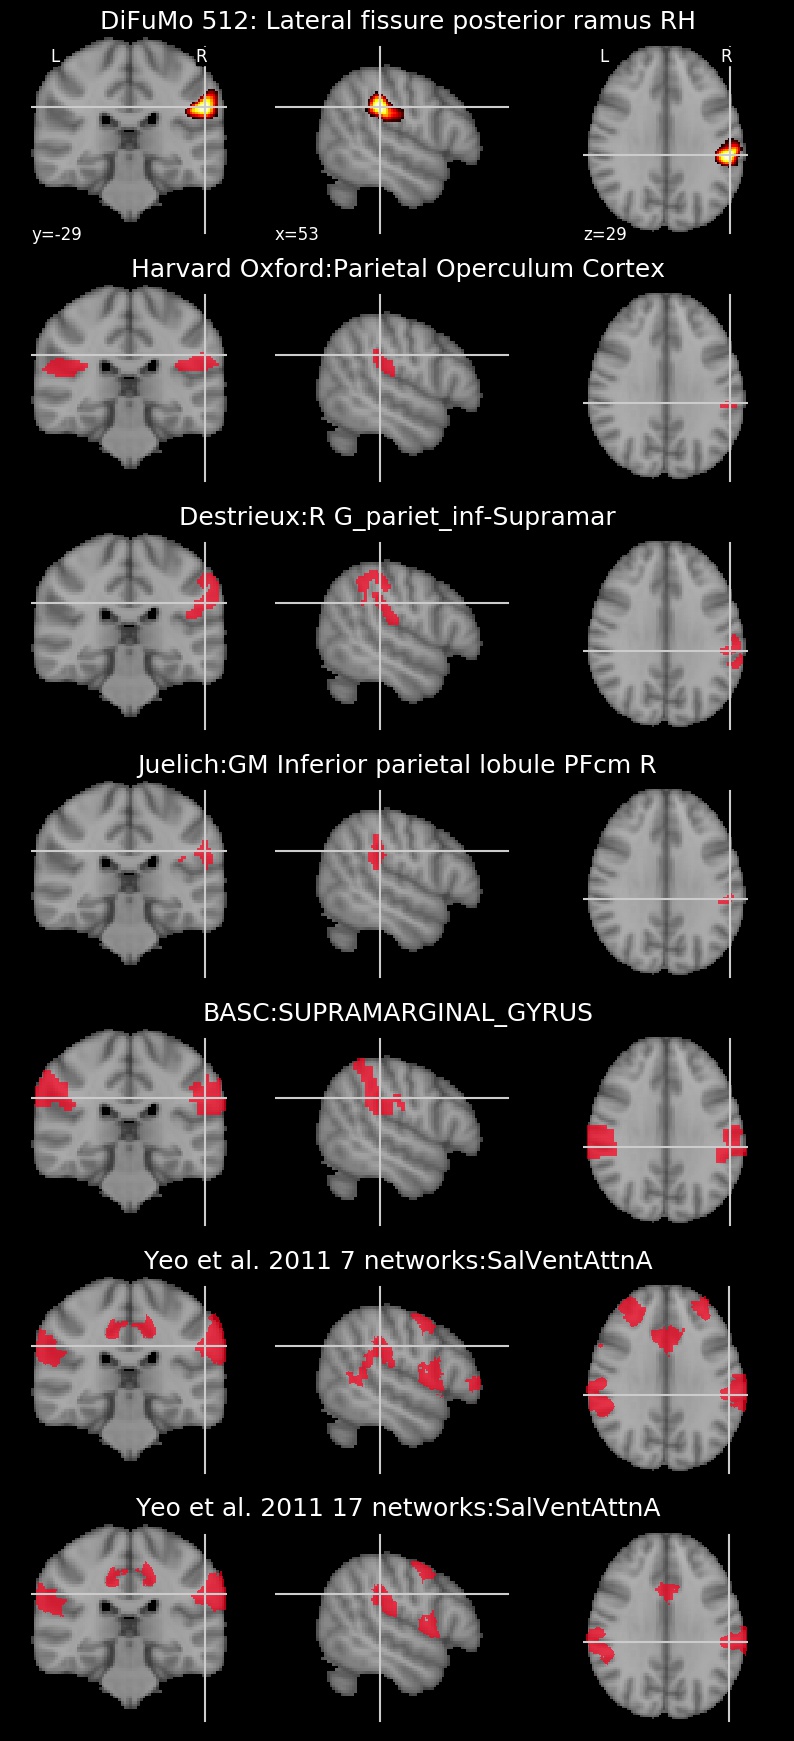 DiFuMo 512: Lateral fissure posterior ramus RH
L R L R
y=-29 x=53 z=29
Harvard Oxford:Parietal Operculum Cortex
Destrieux:R G_pariet_inf-Supramar
Juelich:GM Inferior parietal lobule PFcm R
BASC:SUPRAMARGINAL_GYRUS
Yeo et al. 2011 7 networks:SalVentAttnA
Yeo et al. 2011 17 networks:SalVentAttnA